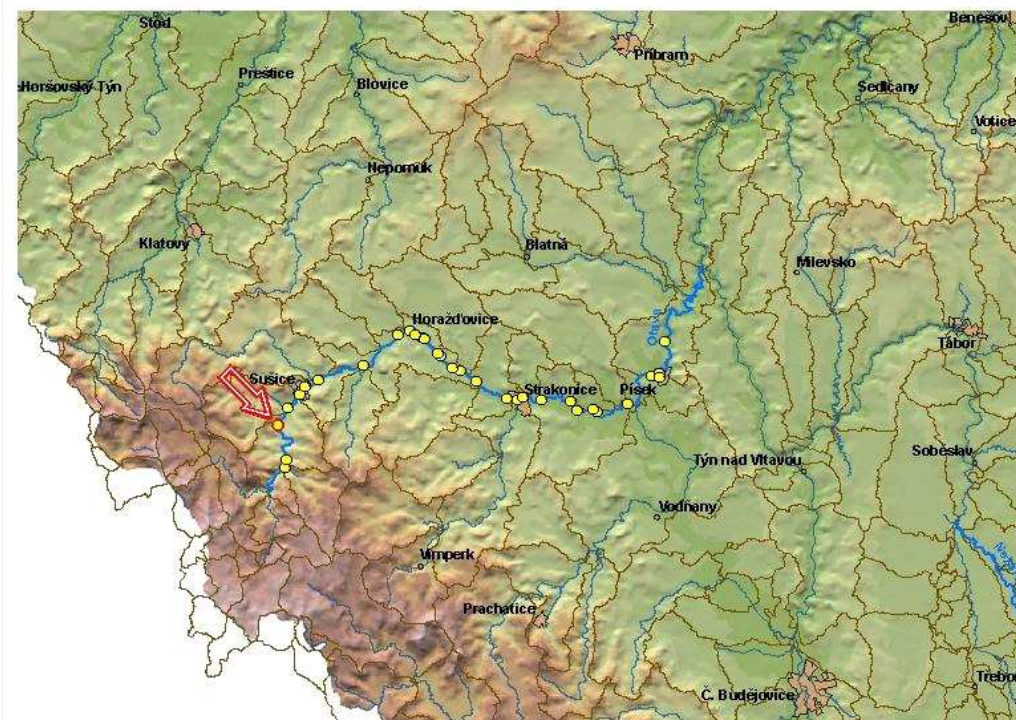 Stod
Benešov
Příbram
Přeštice
Horšovský Týn
Blovice
Sedlčany
Votice
Nepomuk
Klatovy
Blatná
Milevsko
Otava
Horažďovice
Tábor
Sušice
Strakonice
Písek
Soběslav
Týn nad Vltavou
Vodňany
Vimperk
Prachatice
Č. Budějovice